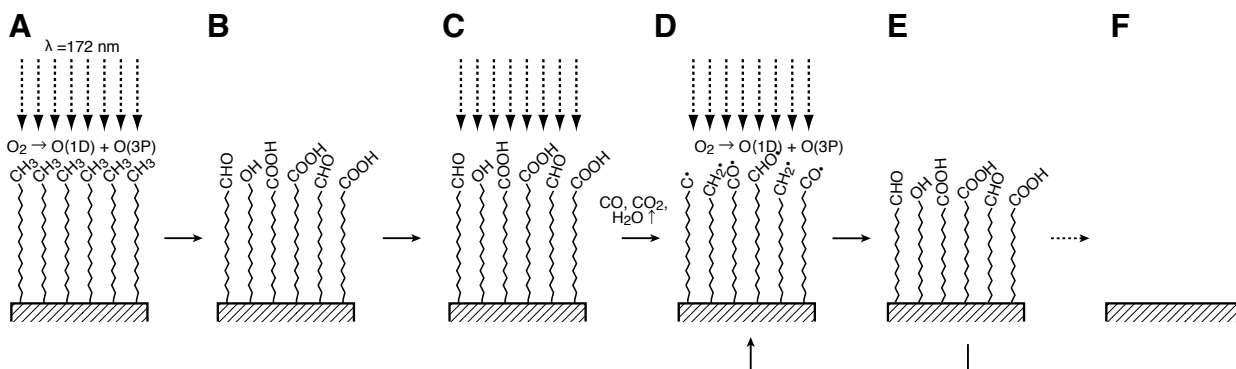 A
B
C
D
E
F
λ =172 nm
O₂ → O(1D) + O(3P)
CH₃ CH₃ CH₃ CH₃ CH₃ CH₃
CHO OH COOH COOH CHO COOH
CHO OH COOH COOH CHO COOH
CO, CO₂,
H₂O ↑
O₂ → O(1D) + O(3P)
C• CH₂• CO• CHO• CH₂• CO•
CHO OH COOH COOH CHO COOH